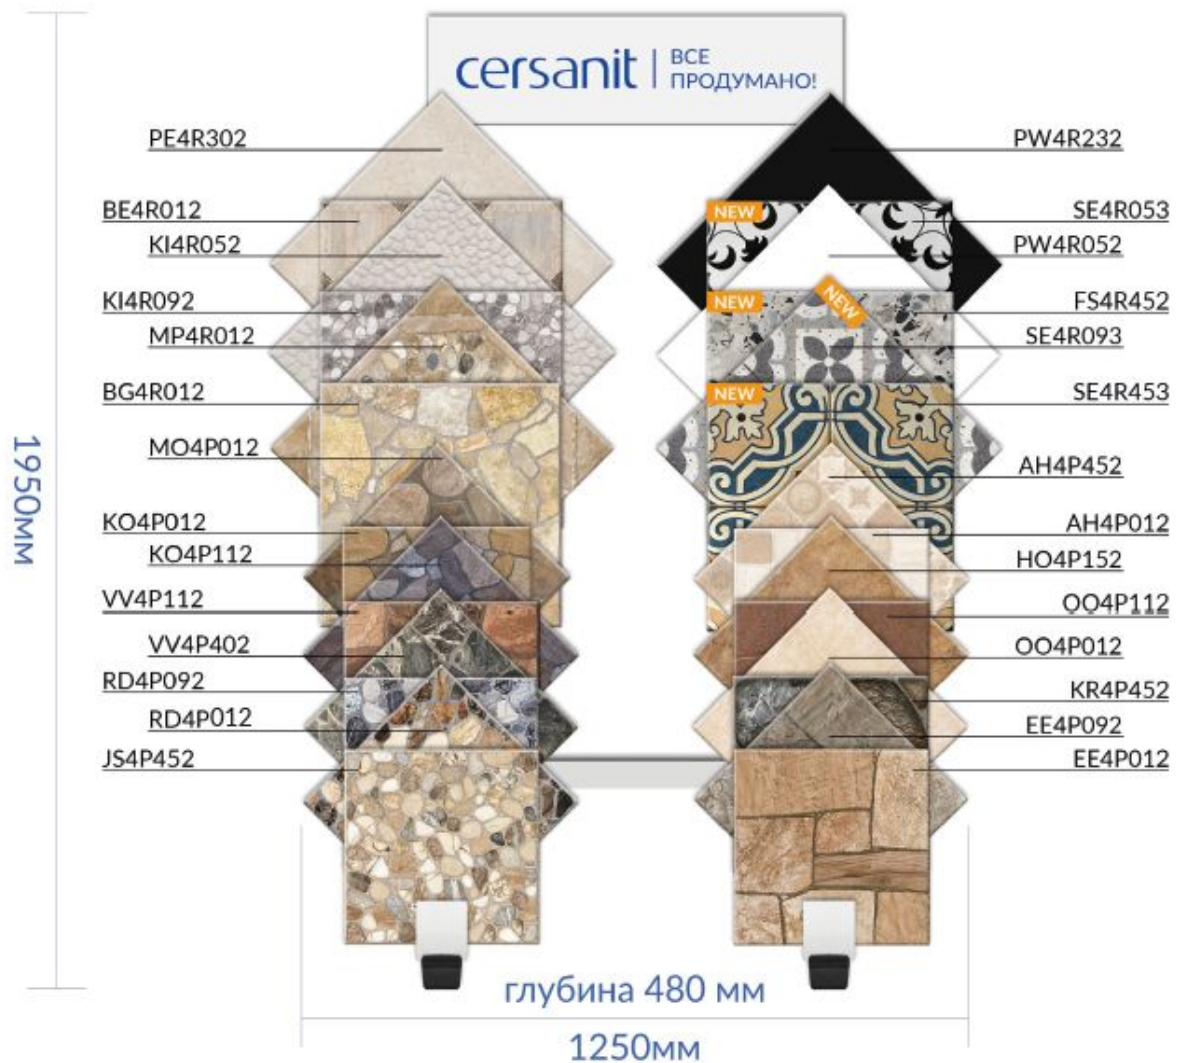 cersanit
ВСЕ
ПРОДУМАНО!
PE4R302
BE4R012
KI4R052
KI4R092
MP4R012
BG4R012
MO4P012
KO4P012
KO4P112
VV4P112
VV4P402
RD4P092
RD4P012
JS4P452
PW4R232
NEW
SE4R053
PW4R052
NEW
NEW
FS4R452
SE4R093
NEW
SE4R453
AH4P452
AH4P012
HO4P152
OO4P112
OO4P012
KR4P452
EE4P092
EE4P012
1950мм
глубина 480 мм
1250мм